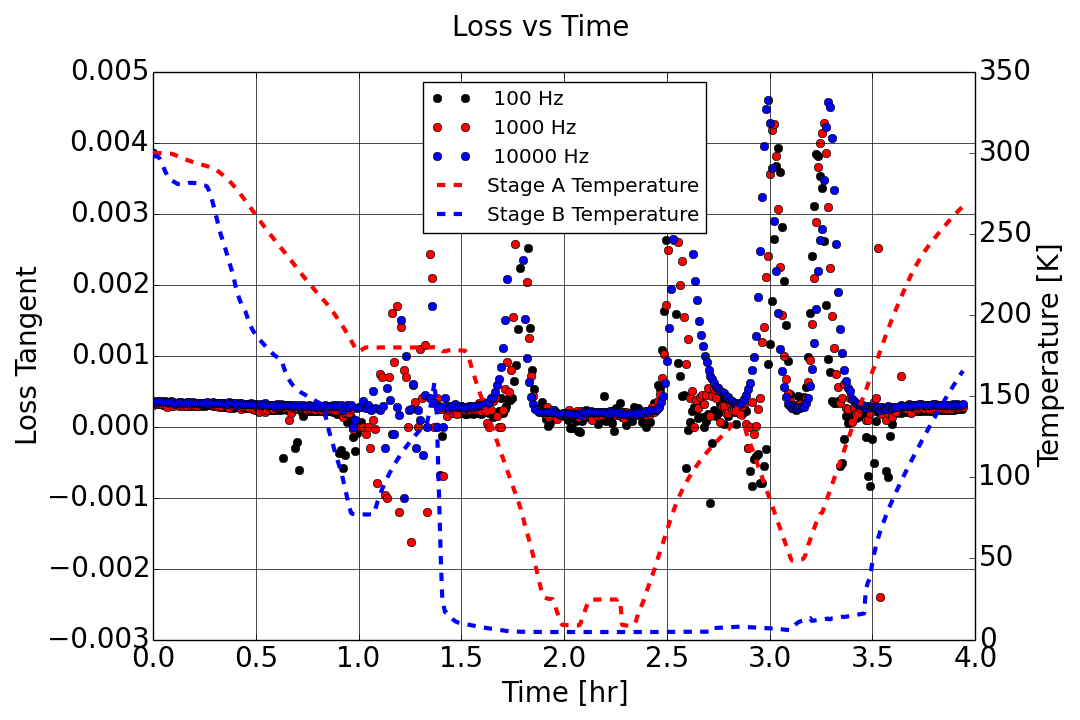 Loss vs Time
0.005
0.004
0.003
0.002
0.001
0.000
−0.001
−0.002
−0.003
Loss Tangent
100 Hz
1000 Hz
10000 Hz
Stage A Temperature
Stage B Temperature
350
300
250
200
150
100
50
0
Temperature [K]
0.0 0.5 1.0 1.5 2.0 2.5 3.0 3.5 4.0
Time [hr]